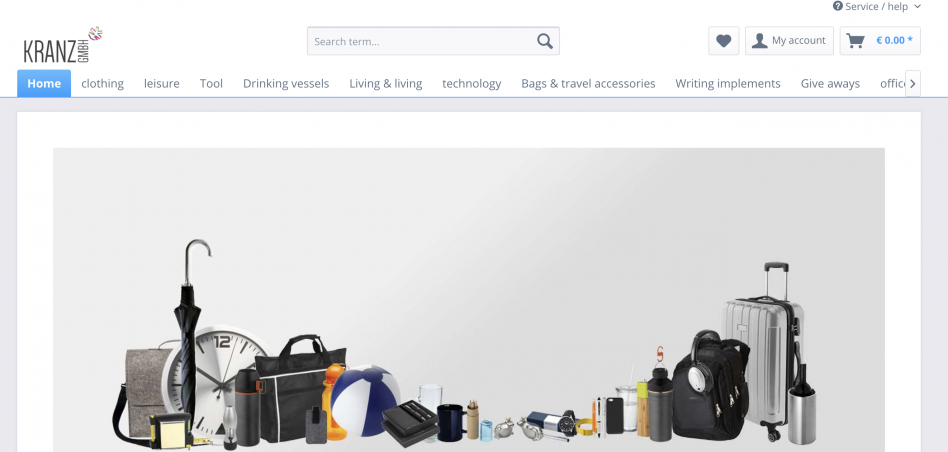 Service / help
KRANZ GMBH
Search term...
My account
€ 0.00 *
Home
clothing
leisure
Tool
Drinking vessels
Living & living
technology
Bags & travel accessories
Writing implements
Give aways
offic
12